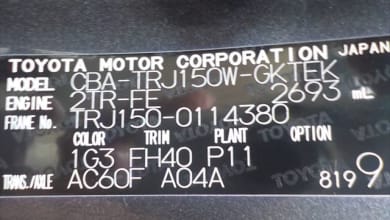 TOYOTA MOTOR CORPORATION JAPAN
MODEL CBA-TRJ150W-GKTEK
ENGINE 2TR-FE 2693 mL
FRAME No. TRJ150-0114380
COLOR TRIM PLANT OPTION
1G3 FH40 P11
TRANS./AXLE AC60F A04A 8199